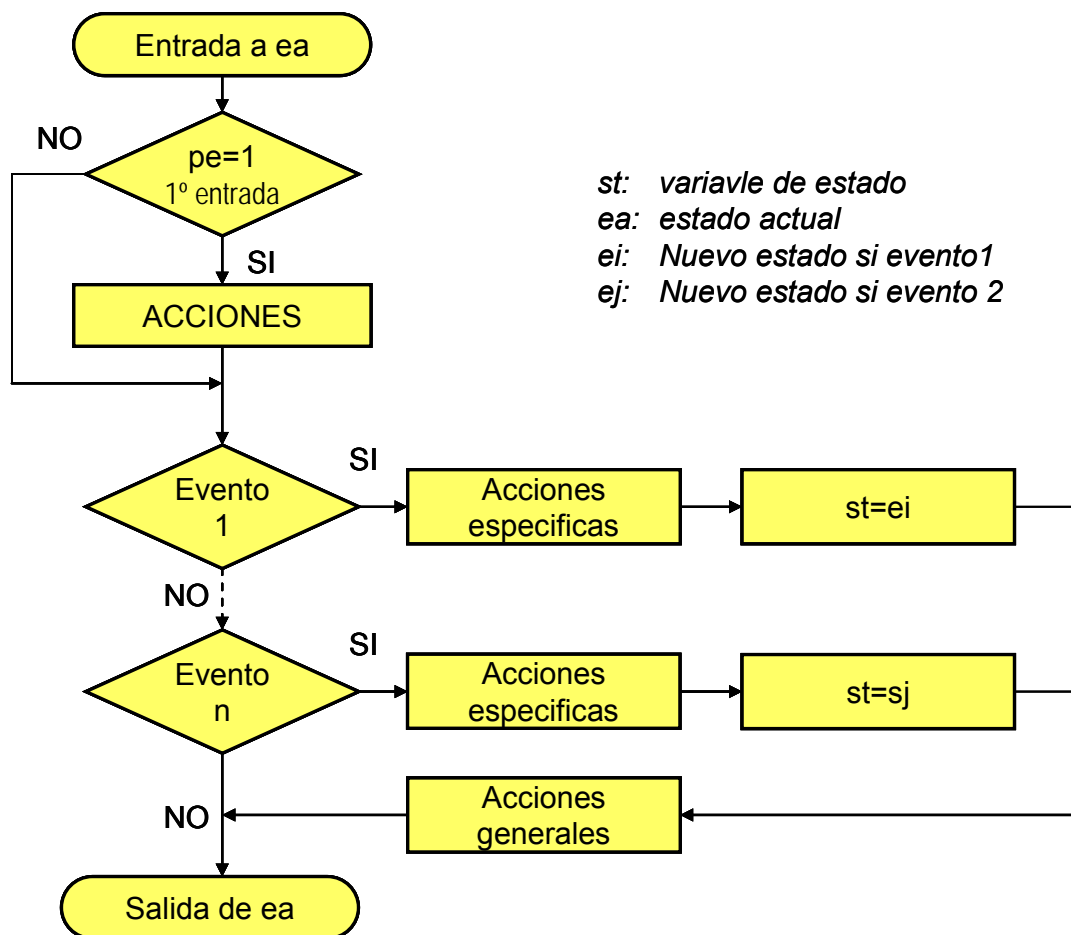 Entrada a ea
NO
pe=1
1º entrada
SI
ACCIONES
st: variavle de estado
ea: estado actual
ei: Nuevo estado si evento1
ej: Nuevo estado si evento 2
Evento
1
SI
Acciones
especificas
st=ei
NO
Evento
n
SI
Acciones
especificas
st=sj
NO
Acciones
generales
Salida de ea